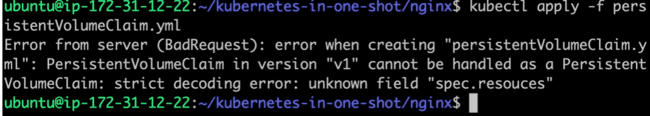 ubuntu@ip-172-31-12-22:~/kubernetes-in-one-shot/nginx$ kubectl apply -f pers
istentVolumeClaim.yml
Error from server (BadRequest): error when creating "persistentVolumeClaim.y
ml": PersistentVolumeClaim in version "v1" cannot be handled as a Persistent
VolumeClaim: strict decoding error: unknown field "spec.resouces"
ubuntu@ip-172-31-12-22:~/kubernetes-in-one-shot/nginx$